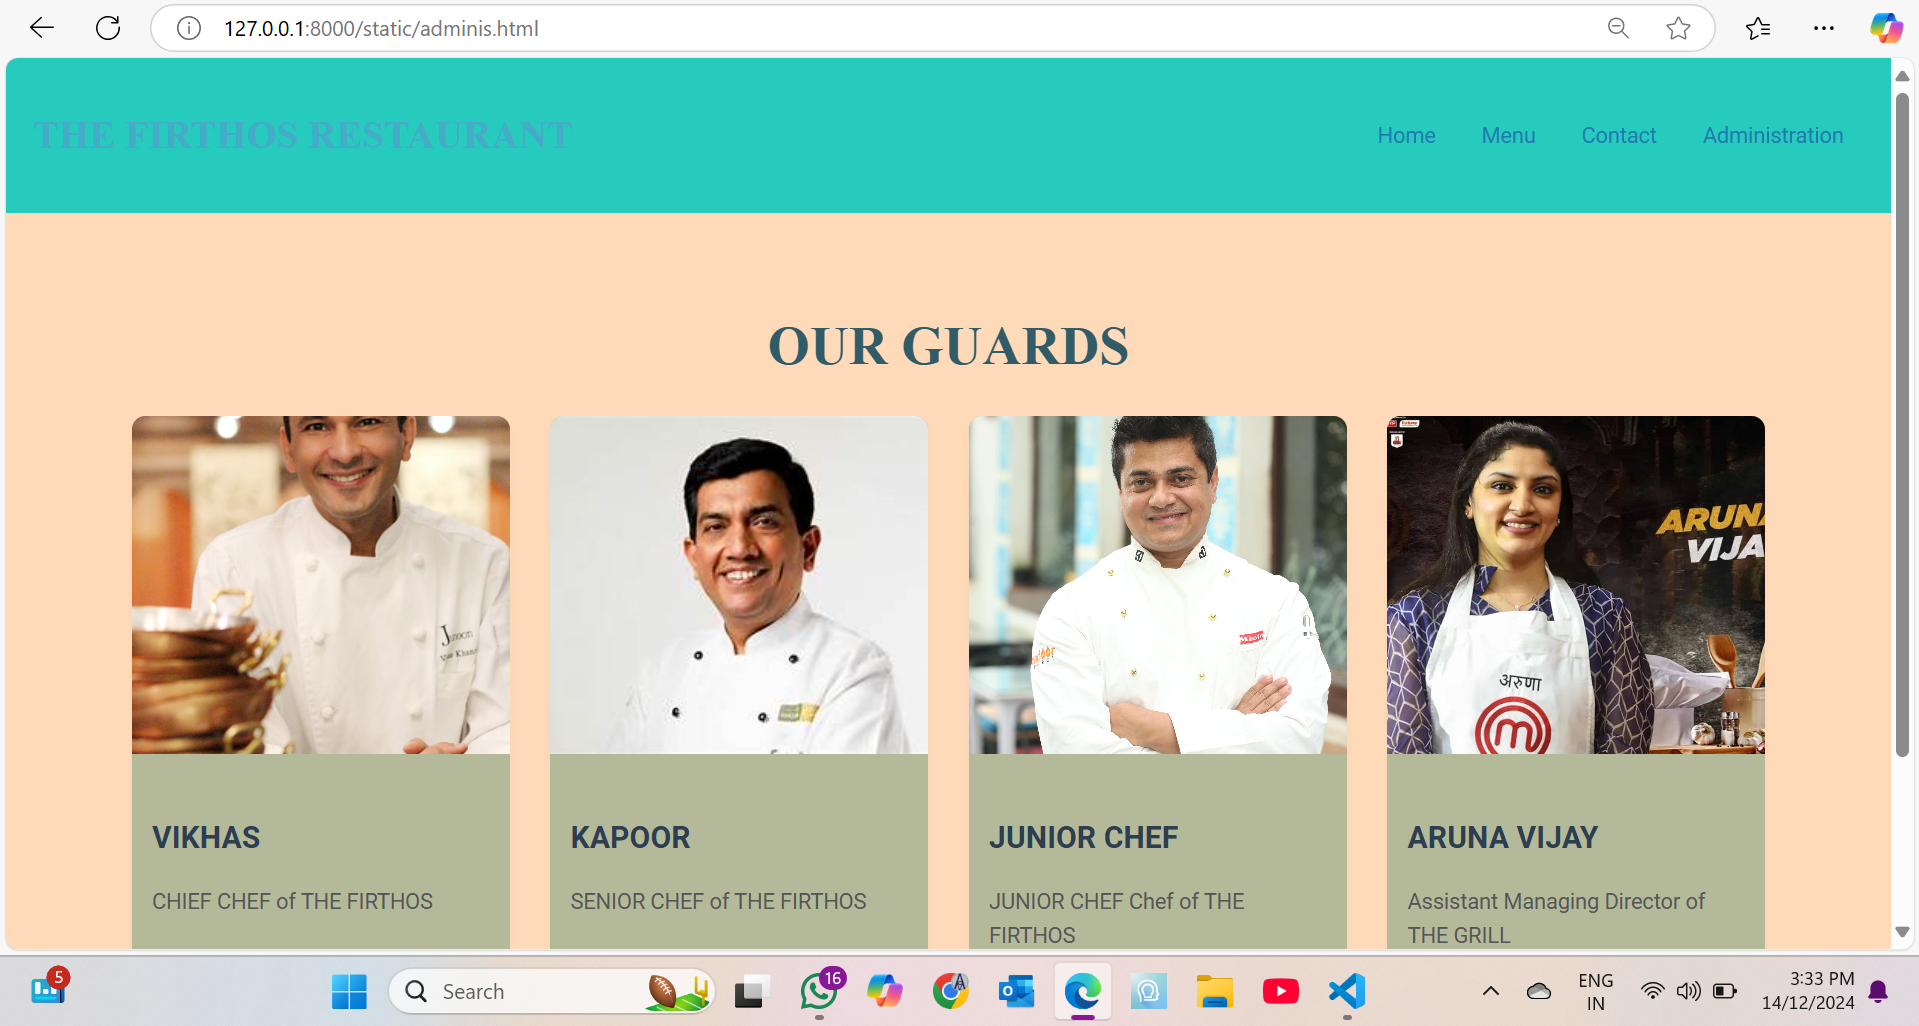 127.0.0.1:8000/static/adminis.html
THE FIRTHOS RESTAURANT
Home Menu Contact Administration
OUR GUARDS
Junoon
ARUNA
VIJA
अरुणा
VIKHAS
KAPOOR
JUNIOR CHEF
ARUNA VIJAY
CHIEF CHEF of THE FIRTHOS
SENIOR CHEF of THE FIRTHOS
JUNIOR CHEF Chef of THE
FIRTHOS
Assistant Managing Director of
THE GRILL
5
Search
16
ENG
IN
3:33 PM
14/12/2024